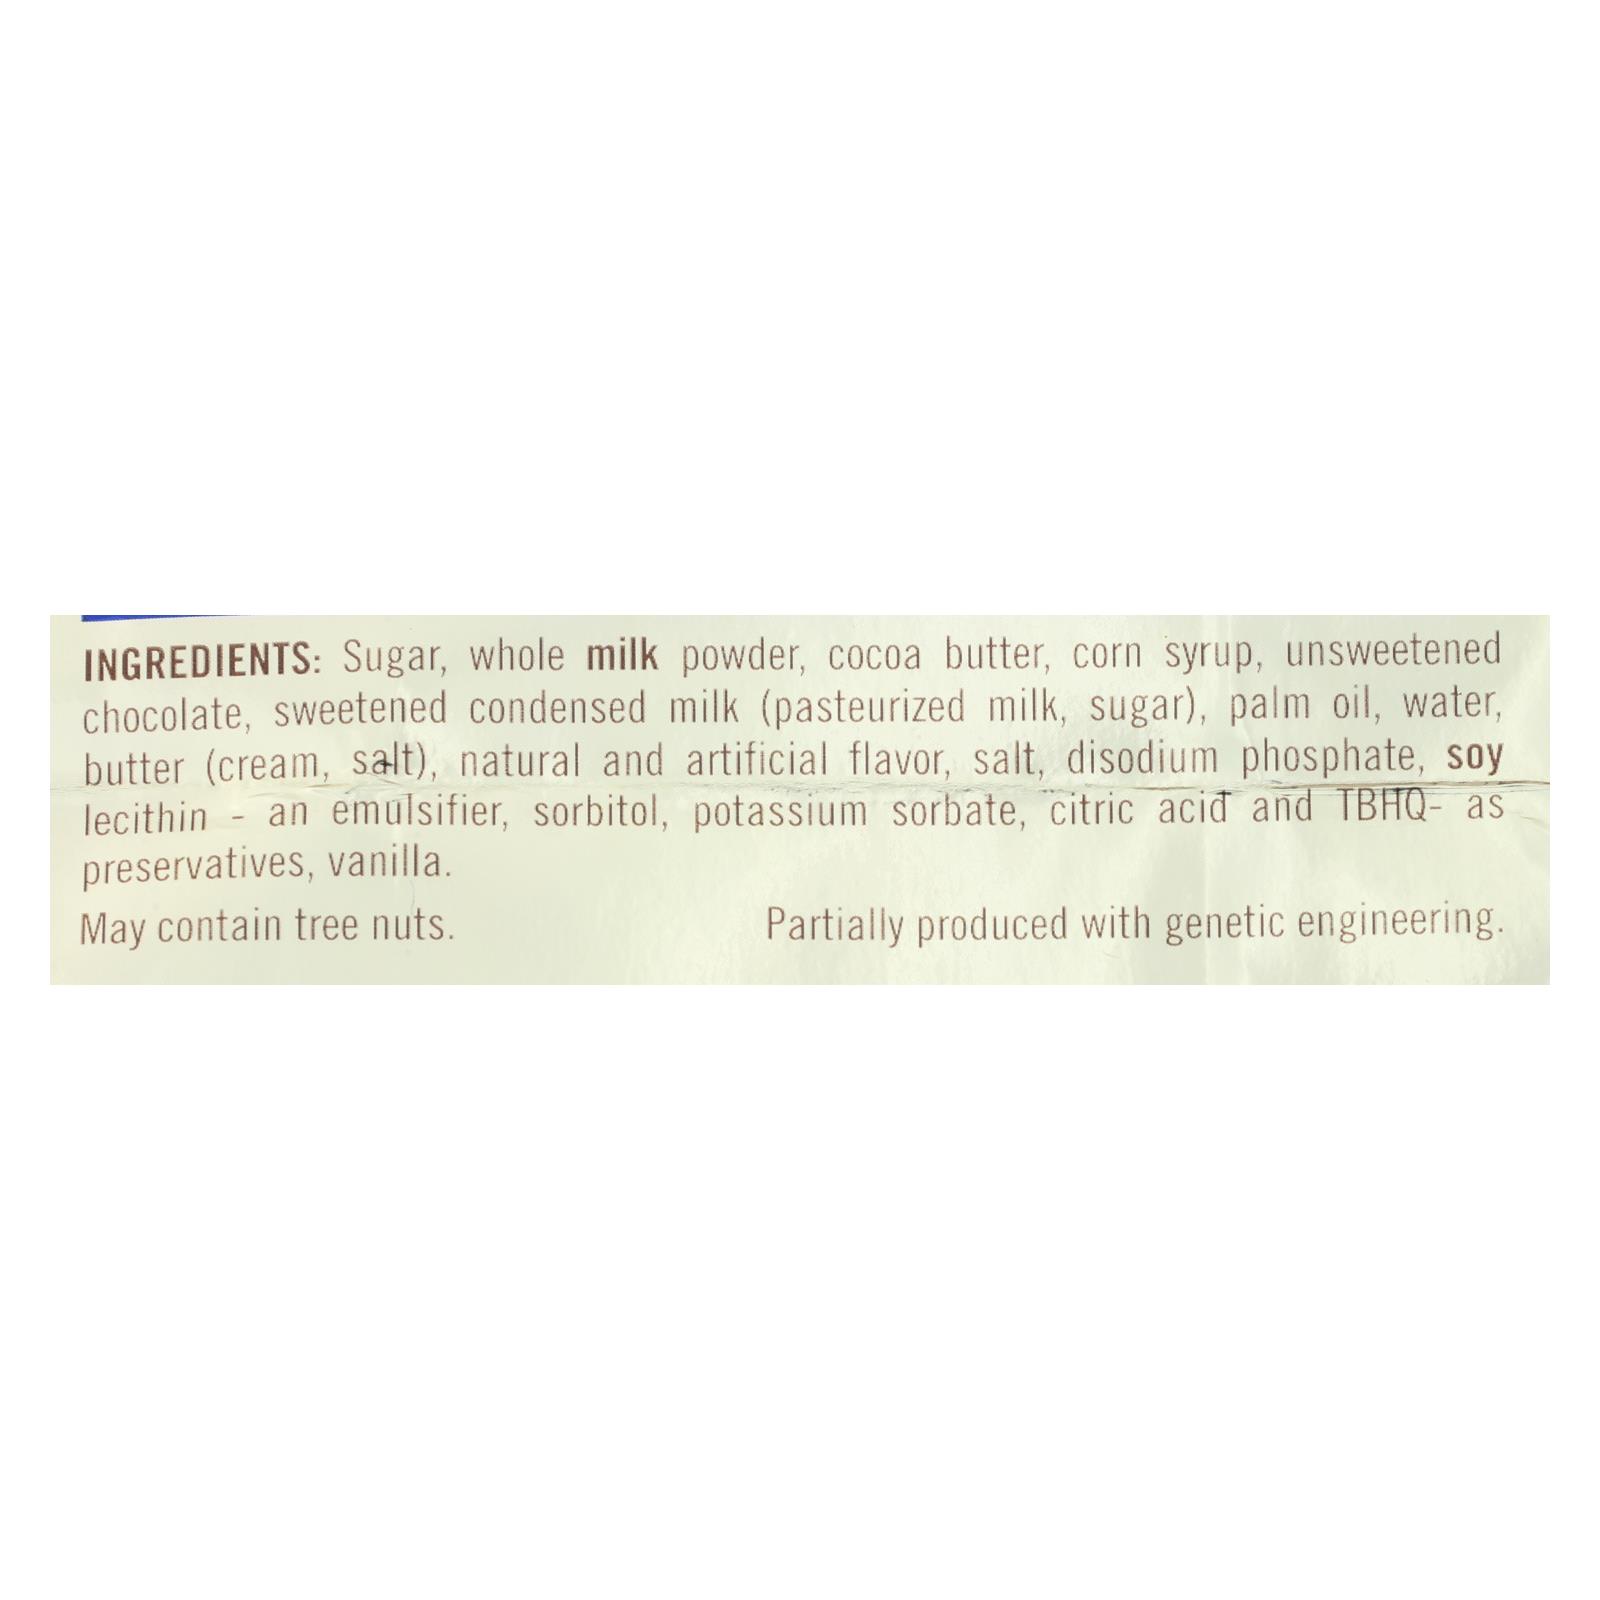 INGREDIENTS: Sugar, whole milk powder, cocoa butter, corn syrup, unsweetened
chocolate, sweetened condensed milk (pasteurized milk, sugar), palm oil, water,
butter (cream, salt), natural and artificial flavor, salt, disodium phosphate, soy
lecithin - an emulsifier, sorbitol, potassium sorbate, citric acid and TBHQ- as
preservatives, vanilla.
May contain tree nuts. Partially produced with genetic engineering.